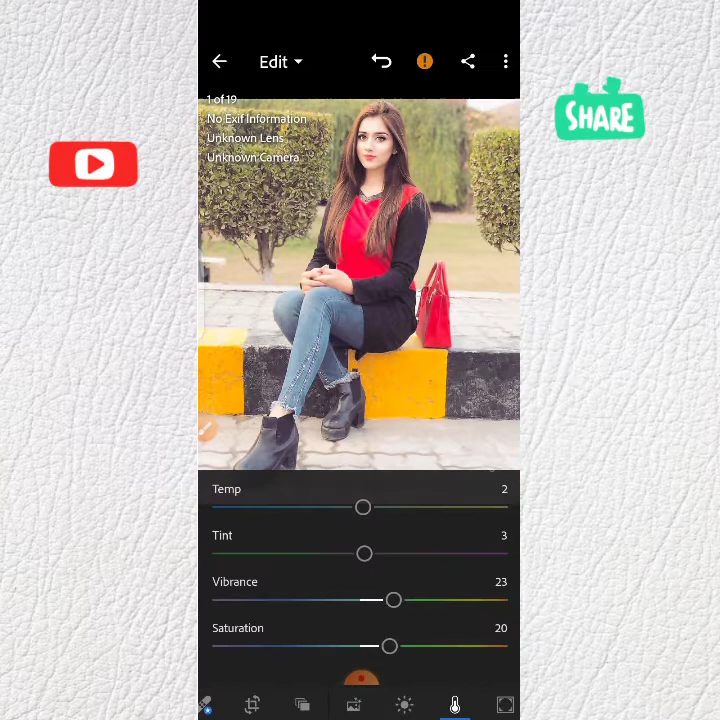 Edit
SHARE
1 of 19
No Exif Information
Unknown Lens
Unknown Camera
Temp 2
Tint 3
Vibrance 23
Saturation 20